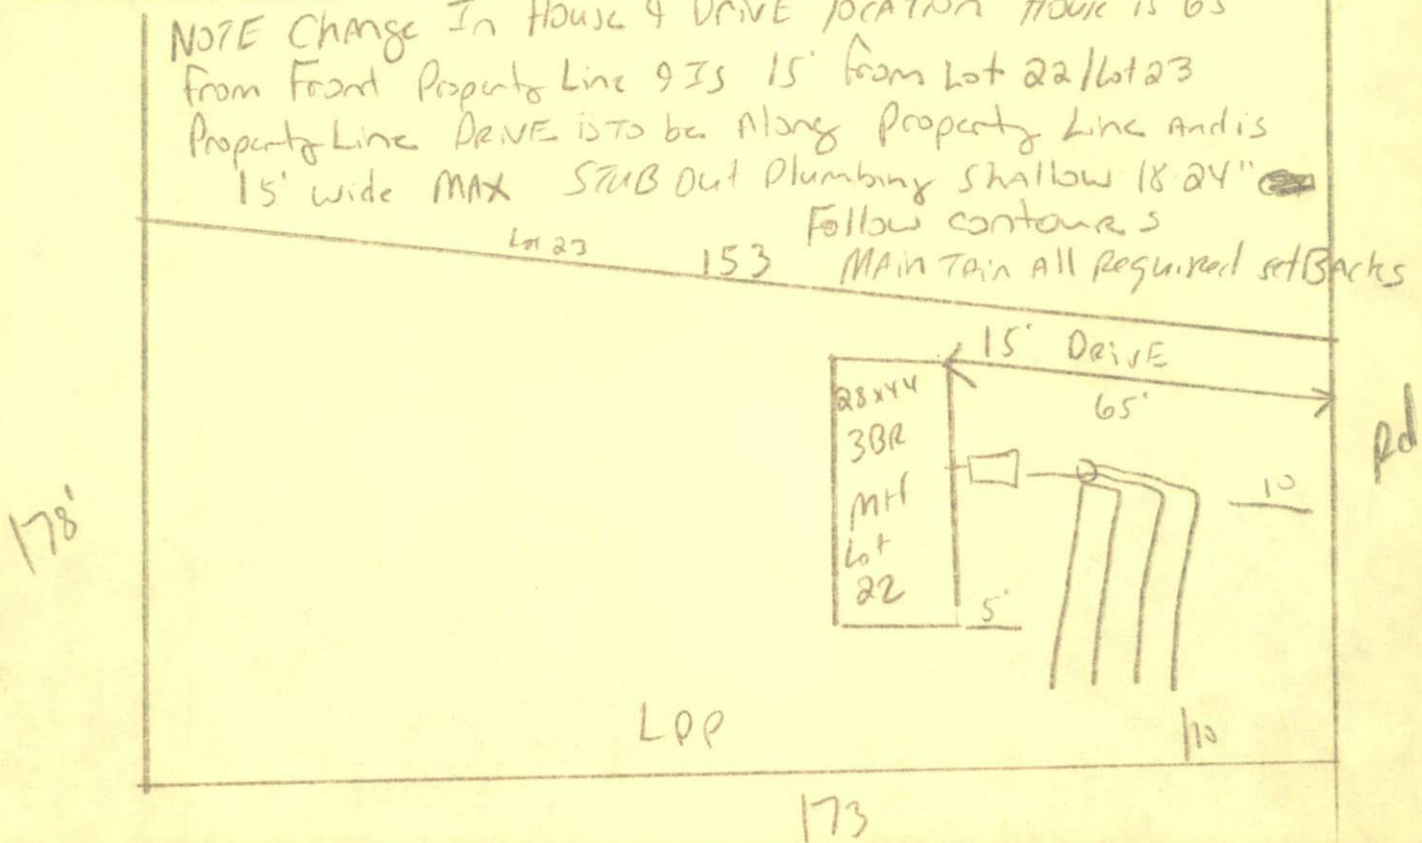 NOTE Change In House & DRIVE location House is 65'
from Front Property Line & Is 15' from Lot 22/Lot 23
Property Line DRIVE is to be Along Property Line And is
15' wide MAX STUB Out Plumbing Shallow 18-24"
Follow contours
MAINTAIN All Required setBAcks
Lot 23
153
15' DRIVE
65'
28x44
3BR
MH
Lot
22
5'
10
Rd
178'
LPP
10
173